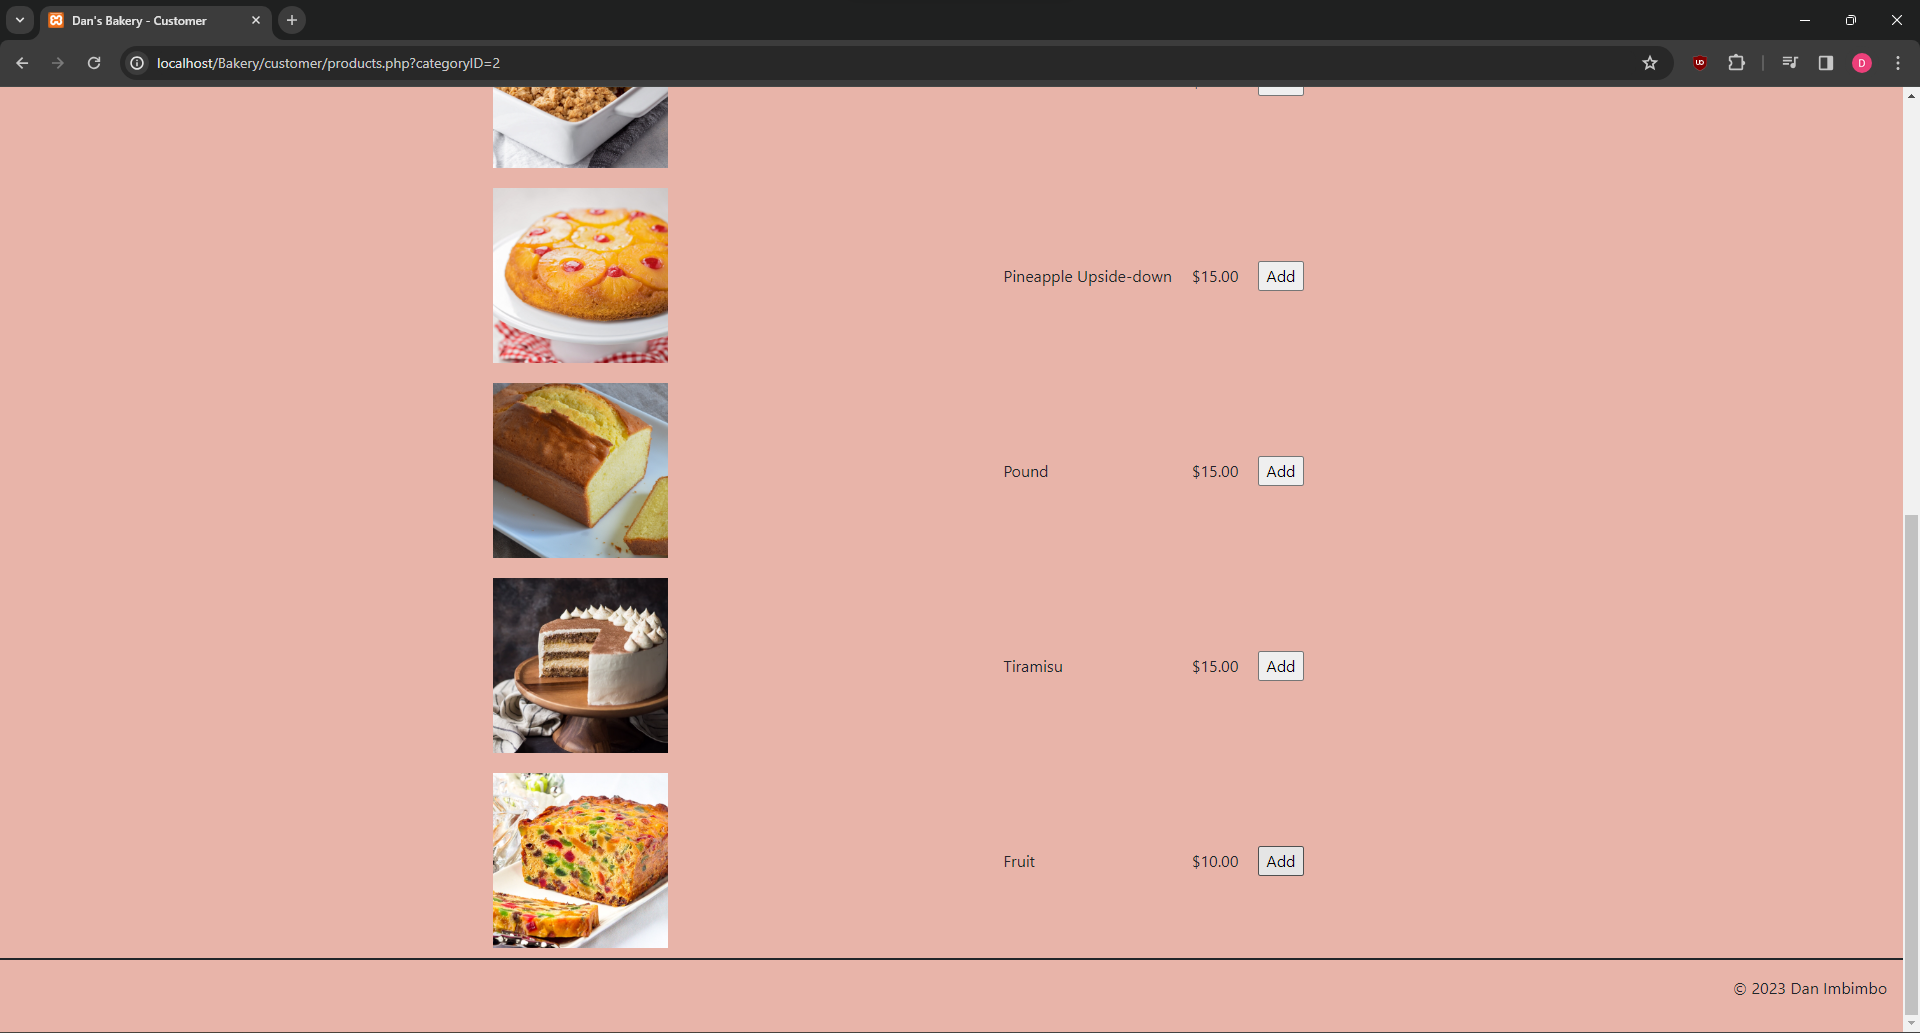 Dan's Bakery - Customer
localhost/Bakery/customer/products.php?categoryID=2
D
Pineapple Upside-down $15.00 Add
Pound $15.00 Add
Tiramisu $15.00 Add
Fruit $10.00 Add
© 2023 Dan Imbimbo